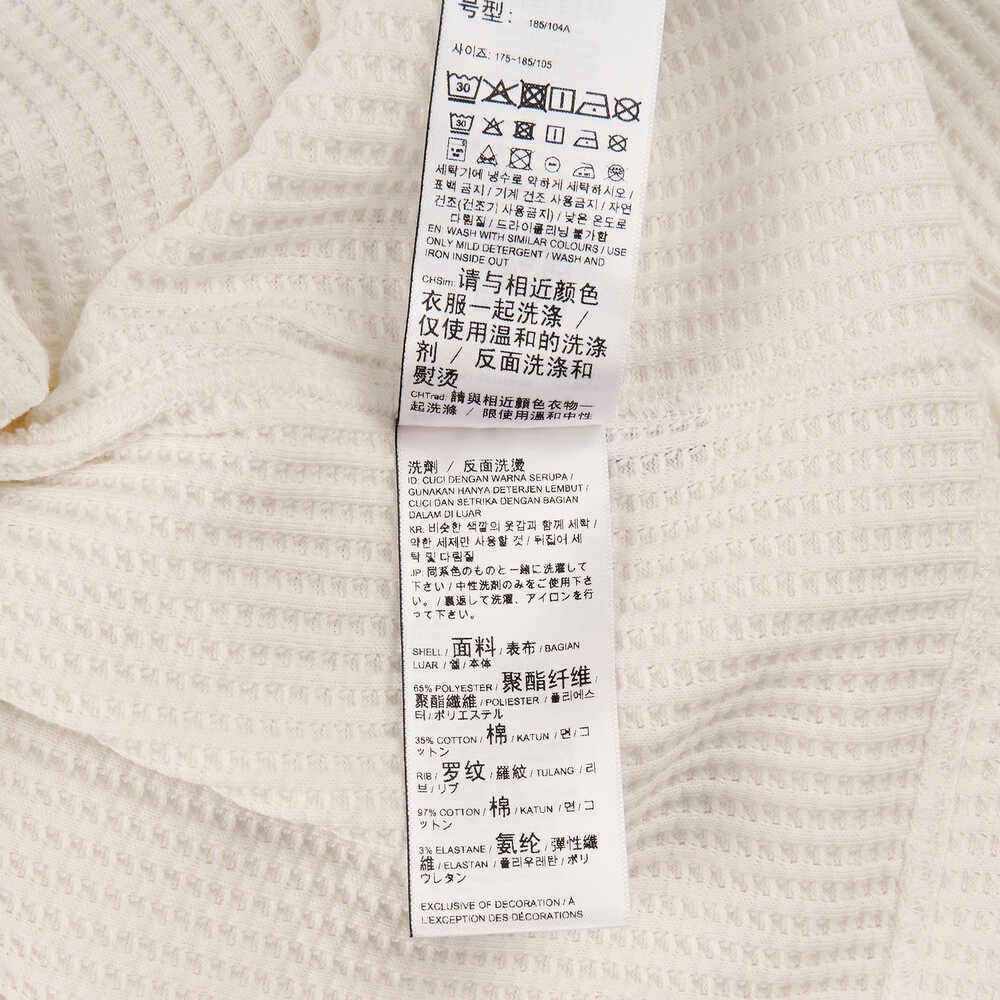 号型: 185/104A
사이즈: 175~185/105
30
30
세탁기에 냉수로 약하게 세탁하시오 /
표백 금지 / 기계 건조 사용금지 / 자연
건조(건조기 사용금지) / 낮은 온도로
다림질 / 드라이클리닝 불가함
EN: WASH WITH SIMILAR COLOURS / USE
ONLY MILD DETERGENT / WASH AND
IRON INSIDE OUT
CHSim: 请与相近颜色
衣服一起洗涤 /
仅使用温和的洗涤
剂 / 反面洗涤和
熨烫
CHTrad: 請與相近顏色衣物一
起洗滌 / 限使用溫和中性
洗劑 / 反面洗燙
ID: CUCI DENGAN WARNA SERUPA /
GUNAKAN HANYA DETERJEN LEMBUT /
CUCI DAN SETRIKA DENGAN BAGIAN
DALAM DI LUAR
KR: 비슷한 색깔의 옷감과 함께 세탁 /
약한 세제만 사용할 것 / 뒤집어 세
탁 및 다림질
JP: 同系色のものと一緒に洗濯して
下さい / 中性洗剤のみをご使用下さ
い。 / 裏返して洗濯、アイロンを行
って下さい。
SHELL / 面料 / 表布 / BAGIAN
LUAR / 쉘 / 本体
65% POLYESTER / 聚酯纤维 /
聚酯纖維 / POLIESTER / 폴리에스
터 / ポリエステル
35% COTTON / 棉 / KATUN / 면 / コ
ットン
RIB / 罗纹 / 羅紋 / TULANG / 리
브 / リブ
97% COTTON / 棉 / KATUN / 면 / コ
ットン
3% ELASTANE / 氨纶 / 彈性纖
維 / ELASTAN / 폴리우레탄 / ポリ
ウレタン
EXCLUSIVE OF DECORATION / À
L'EXCEPTION DES DÉCORATIONS